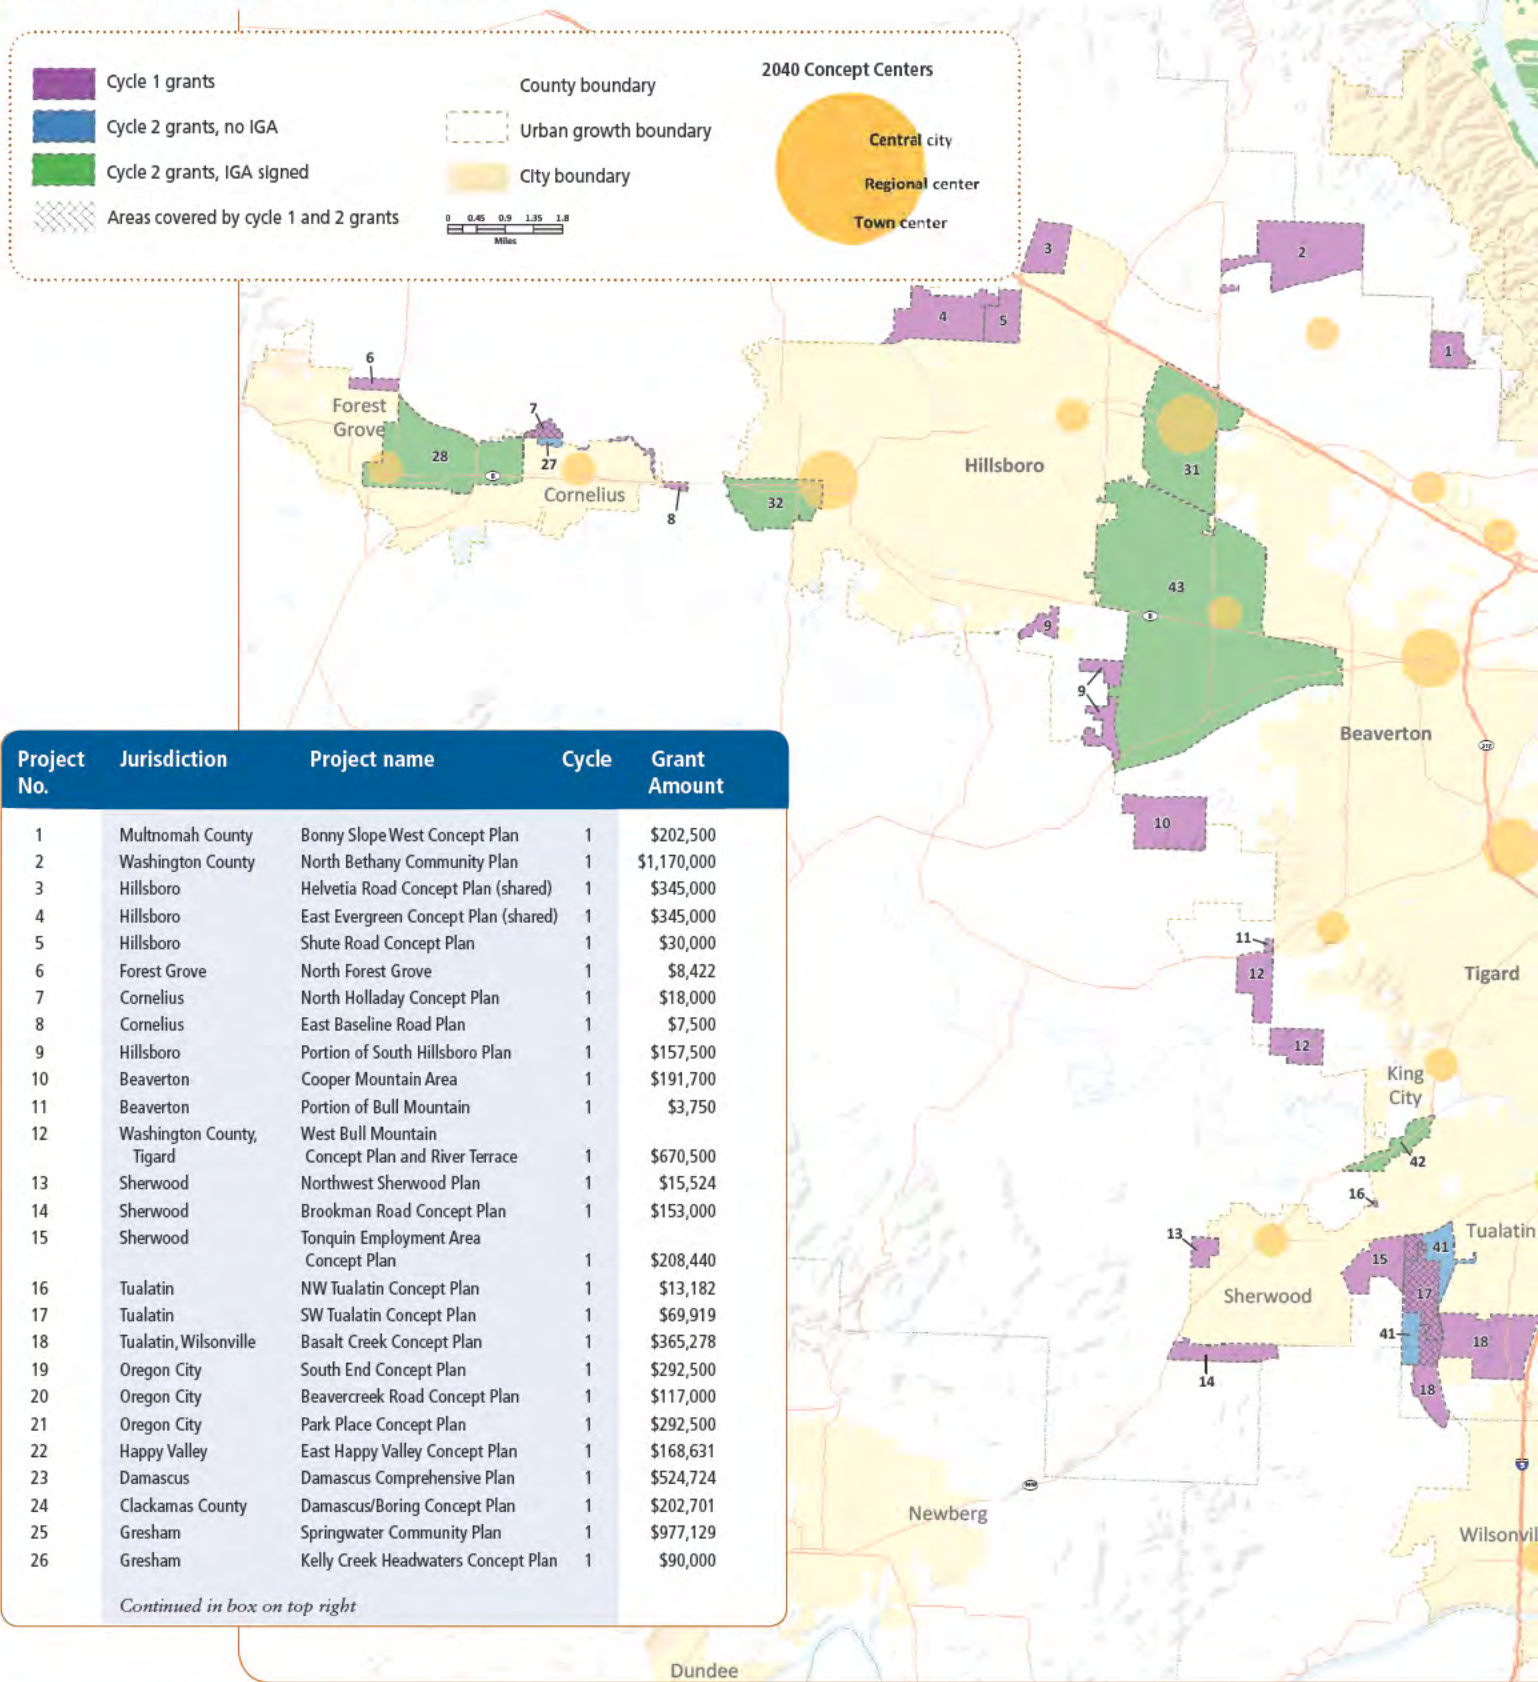 Cycle 1 grants
Cycle 2 grants, no IGA
Cycle 2 grants, IGA signed
Areas covered by cycle 1 and 2 grants
County boundary
Urban growth boundary
City boundary
0 0.45 0.9 1.35 1.8
Miles
2040 Concept Centers
Central city
Regional center
Town center
3
2
4
5
1
6
Forest
Grove
7
28
27
8
Cornelius
8
32
Hillsboro
31
43
8
9
9
Beaverton
217
10
11
12
Tigard
12
King
City
42
16
13
Sherwood
15
41
Tualatin
17
41
18
14
18
5
Newberg
Wilsonvil
Dundee
Project No. Jurisdiction Project name Cycle Grant Amount
1 Multnomah County Bonny Slope West Concept Plan 1 $202,500
2 Washington County North Bethany Community Plan 1 $1,170,000
3 Hillsboro Helvetia Road Concept Plan (shared) 1 $345,000
4 Hillsboro East Evergreen Concept Plan (shared) 1 $345,000
5 Hillsboro Shute Road Concept Plan 1 $30,000
6 Forest Grove North Forest Grove 1 $8,422
7 Cornelius North Holladay Concept Plan 1 $18,000
8 Cornelius East Baseline Road Plan 1 $7,500
9 Hillsboro Portion of South Hillsboro Plan 1 $157,500
10 Beaverton Cooper Mountain Area 1 $191,700
11 Beaverton Portion of Bull Mountain 1 $3,750
12 Washington County, West Bull Mountain
Tigard Concept Plan and River Terrace 1 $670,500
13 Sherwood Northwest Sherwood Plan 1 $15,524
14 Sherwood Brookman Road Concept Plan 1 $153,000
15 Sherwood Tonquin Employment Area
Concept Plan 1 $208,440
16 Tualatin NW Tualatin Concept Plan 1 $13,182
17 Tualatin SW Tualatin Concept Plan 1 $69,919
18 Tualatin, Wilsonville Basalt Creek Concept Plan 1 $365,278
19 Oregon City South End Concept Plan 1 $292,500
20 Oregon City Beavercreek Road Concept Plan 1 $117,000
21 Oregon City Park Place Concept Plan 1 $292,500
22 Happy Valley East Happy Valley Concept Plan 1 $168,631
23 Damascus Damascus Comprehensive Plan 1 $524,724
24 Clackamas County Damascus/Boring Concept Plan 1 $202,701
25 Gresham Springwater Community Plan 1 $977,129
26 Gresham Kelly Creek Headwaters Concept Plan 1 $90,000
Continued in box on top right